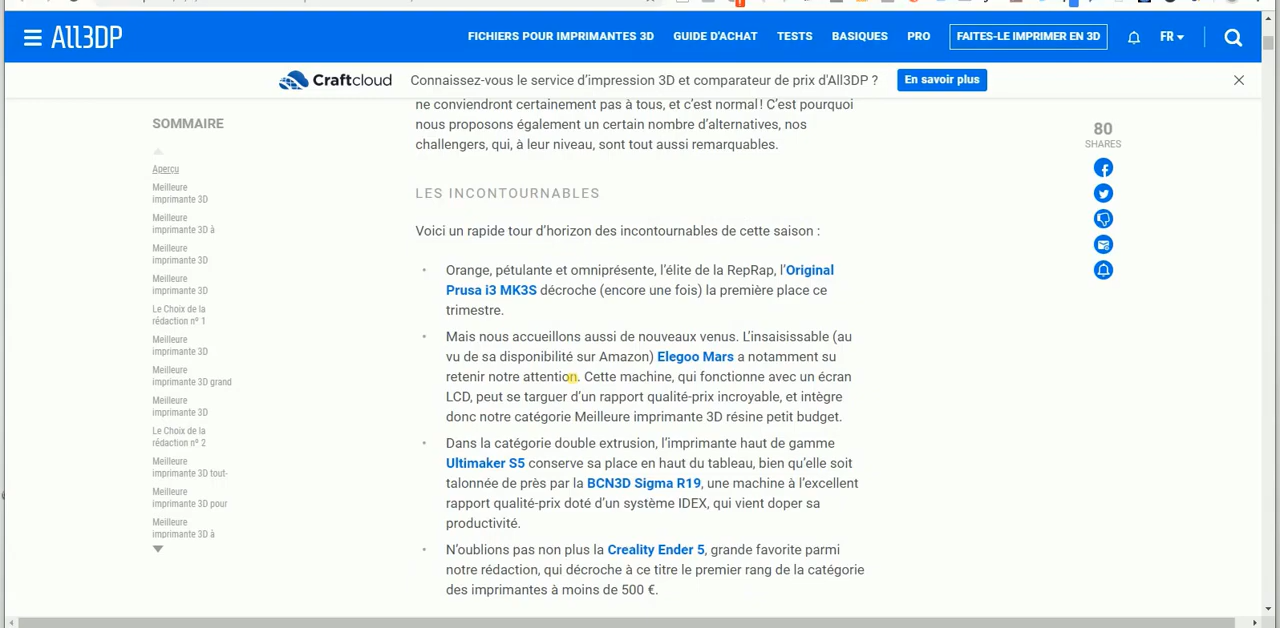 All3DP
FICHIERS POUR IMPRIMANTES 3D
GUIDE D'ACHAT
TESTS
BASIQUES
PRO
FAITES-LE IMPRIMER EN 3D
FR
Craftcloud
Connaissez-vous le service d'impression 3D et comparateur de prix d'All3DP ?
En savoir plus
SOMMAIRE
Aperçu
Meilleure
imprimante 3D
Meilleure
imprimante 3D à
Meilleure
imprimante 3D
Meilleure
imprimante 3D
Le Choix de la
rédaction nº 1
Meilleure
imprimante 3D
Meilleure
imprimante 3D grand
Meilleure
imprimante 3D
Le Choix de la
rédaction nº 2
Meilleure
imprimante 3D tout-
Meilleure
imprimante 3D pour
Meilleure
imprimante 3D à
ne conviendront certainement pas à tous, et c'est normal ! C'est pourquoi
nous proposons également un certain nombre d'alternatives, nos
challengers, qui, à leur niveau, sont tout aussi remarquables.
LES INCONTOURNABLES
Voici un rapide tour d'horizon des incontournables de cette saison :
• Orange, pétulante et omniprésente, l'élite de la RepRap, l'Original
Prusa i3 MK3S décroche (encore une fois) la première place ce
trimestre.
• Mais nous accueillons aussi de nouveaux venus. L'insaisissable (au
vu de sa disponibilité sur Amazon) Elegoo Mars a notamment su
retenir notre attention. Cette machine, qui fonctionne avec un écran
LCD, peut se targuer d'un rapport qualité-prix incroyable, et intègre
donc notre catégorie Meilleure imprimante 3D résine petit budget.
• Dans la catégorie double extrusion, l'imprimante haut de gamme
Ultimaker S5 conserve sa place en haut du tableau, bien qu'elle soit
talonnée de près par la BCN3D Sigma R19, une machine à l'excellent
rapport qualité-prix doté d'un système IDEX, qui vient doper sa
productivité.
• N'oublions pas non plus la Creality Ender 5, grande favorite parmi
notre rédaction, qui décroche à ce titre le premier rang de la catégorie
des imprimantes à moins de 500 €.
80
SHARES